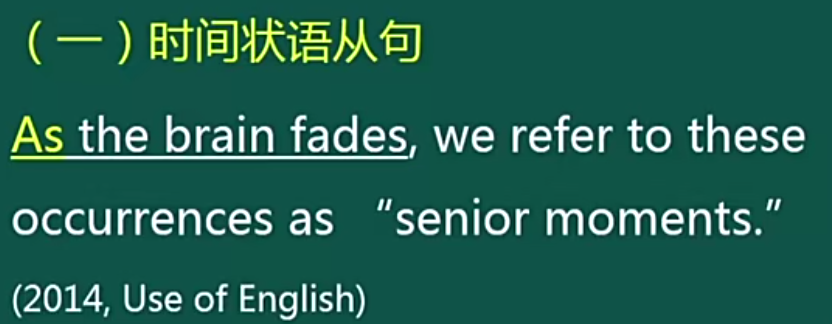 （一）时间状语从句
As the brain fades, we refer to these
occurrences as “senior moments.”
(2014, Use of English)